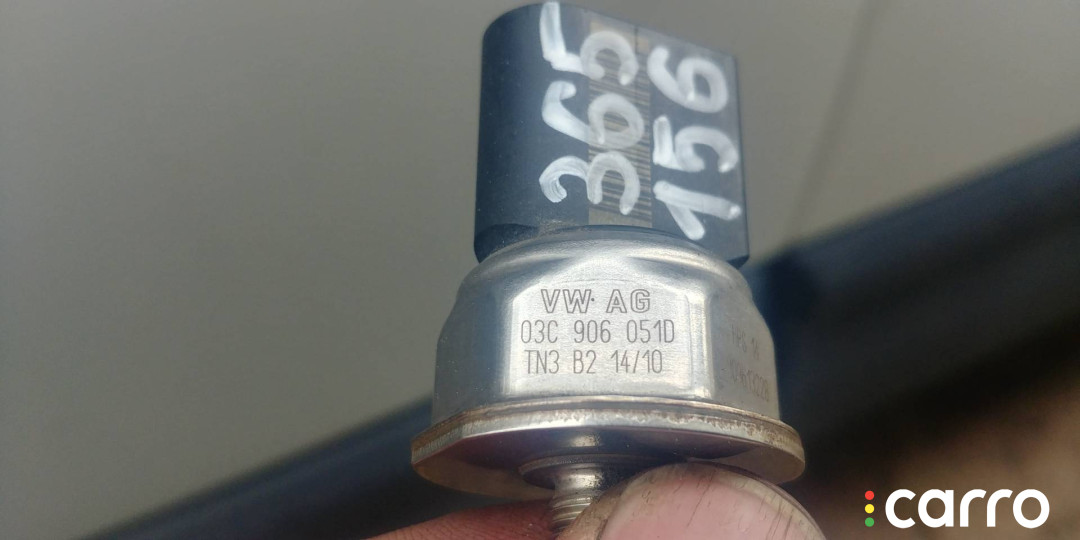 365
156
VW AG
03C 906 051D
TN3 B2 14/10
carro